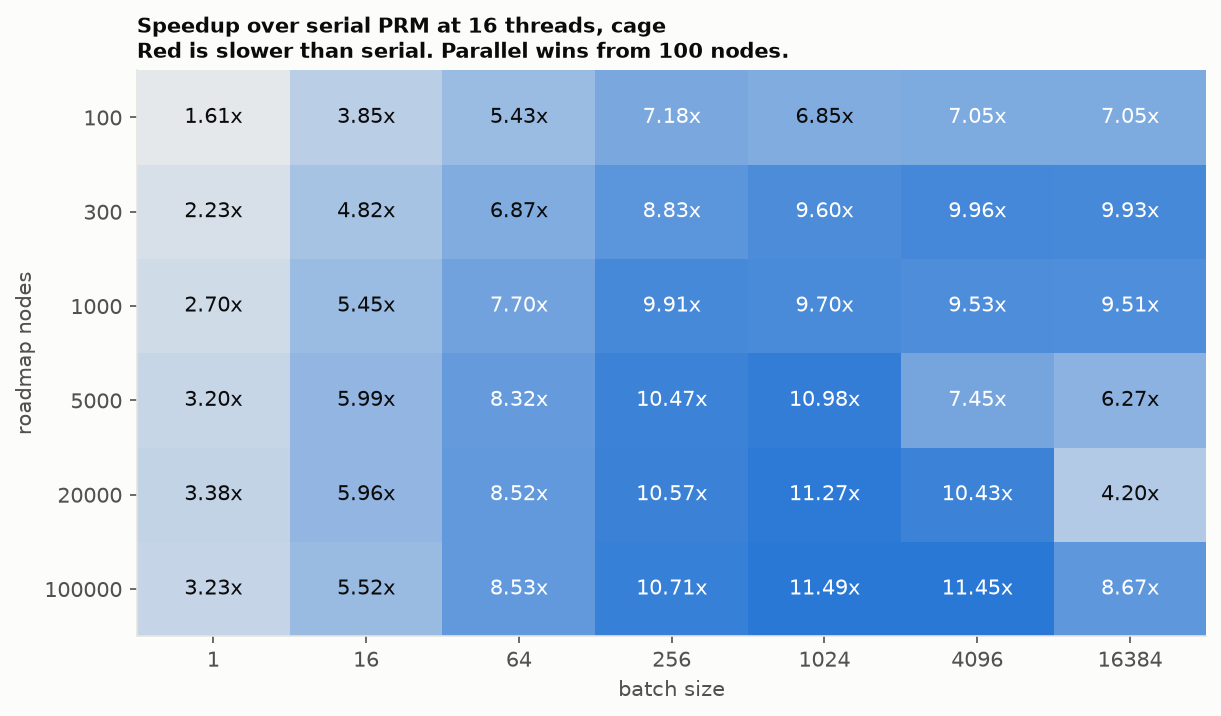 Speedup over serial PRM at 16 threads, cage
Red is slower than serial. Parallel wins from 100 nodes.
roadmap nodes
100 1.61x 3.85x 5.43x 7.18x 6.85x 7.05x 7.05x
300 2.23x 4.82x 6.87x 8.83x 9.60x 9.96x 9.93x
1000 2.70x 5.45x 7.70x 9.91x 9.70x 9.53x 9.51x
5000 3.20x 5.99x 8.32x 10.47x 10.98x 7.45x 6.27x
20000 3.38x 5.96x 8.52x 10.57x 11.27x 10.43x 4.20x
100000 3.23x 5.52x 8.53x 10.71x 11.49x 11.45x 8.67x
1 16 64 256 1024 4096 16384
batch size